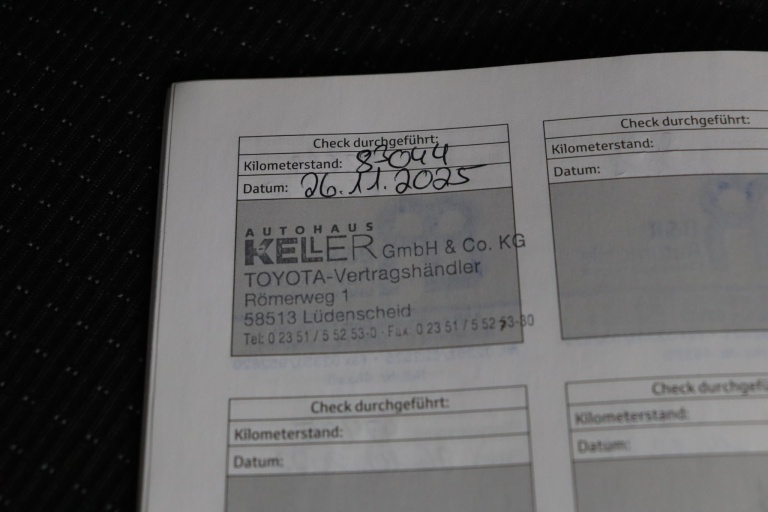 Check durchgeführt:
Kilometerstand: 83044
Datum: 26.11.2025
AUTOHAUS
KELLER GmbH & Co. KG
TOYOTA-Vertragshändler
Römerweg 1
58513 Lüdenscheid
Tel: 0 23 51 / 5 52 53-0 - Fax 0 23 51 / 5 52 53-80
Check durchgeführt:
Kilometerstand:
Datum:
Check durchgeführt:
Kilometerstand:
Datum:
Check durchgefü
Kilometerstand:
Datum: